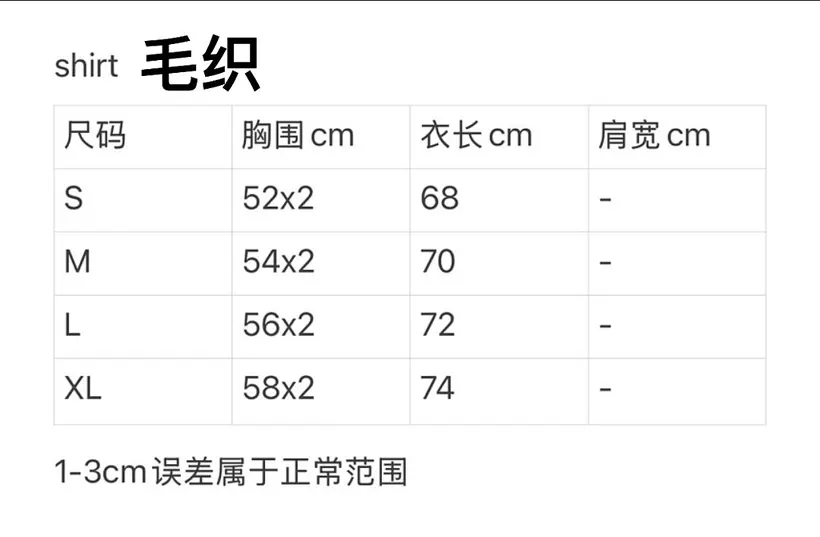 shirt 毛织
尺码 胸围cm 衣长cm 肩宽cm
S 52x2 68 -
M 54x2 70 -
L 56x2 72 -
XL 58x2 74 -
1-3cm误差属于正常范围